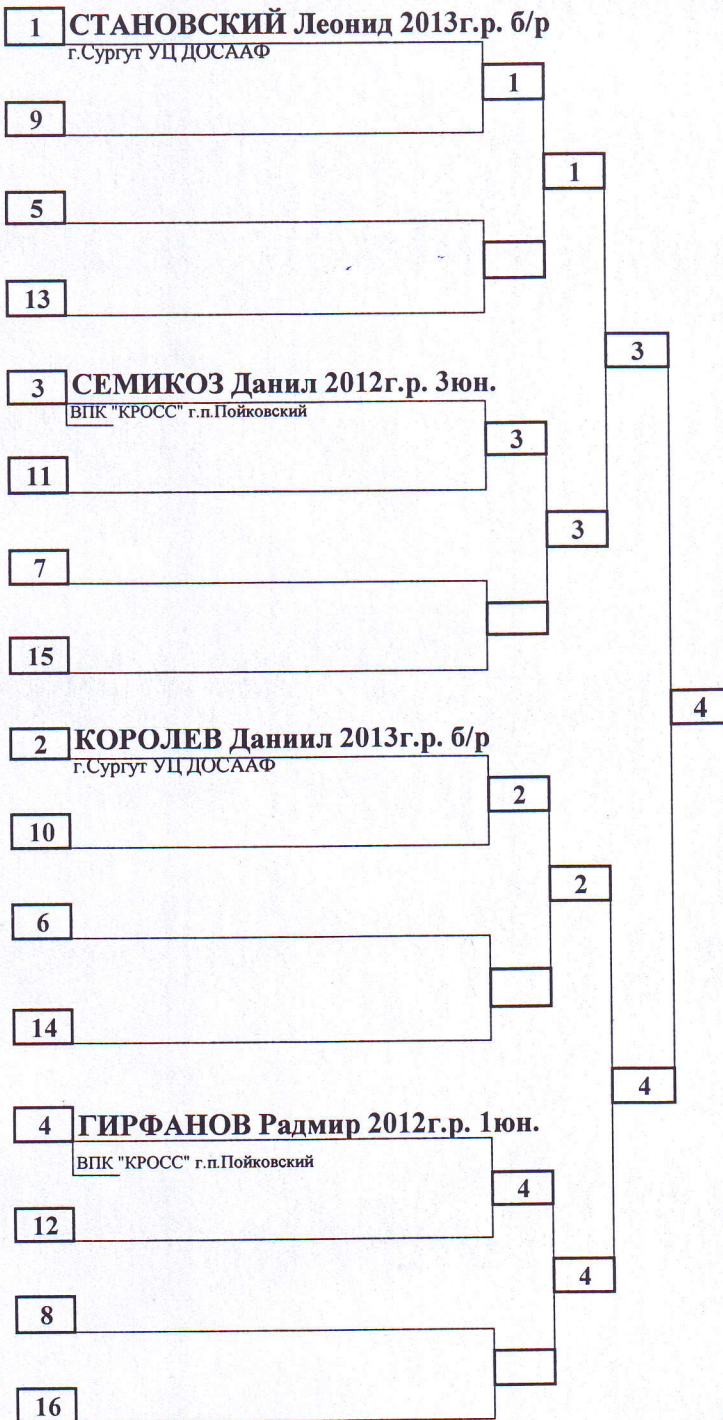 1 СТАНОВСКИЙ Леонид 2013г.р. б/р
г.Сургут УЦ ДОСААФ
1
9
1
5
13
3
3 СЕМИКОЗ Данил 2012г.р. 3юн.
ВПК "КРОСС" г.п.Пойковский
3
11
3
7
15
4
2 КОРОЛЕВ Даниил 2013г.р. б/р
г.Сургут УЦ ДОСААФ
2
10
2
6
14
4
4 ГИРФАНОВ Радмир 2012г.р. 1юн.
ВПК "КРОСС" г.п.Пойковский
4
12
4
8
16